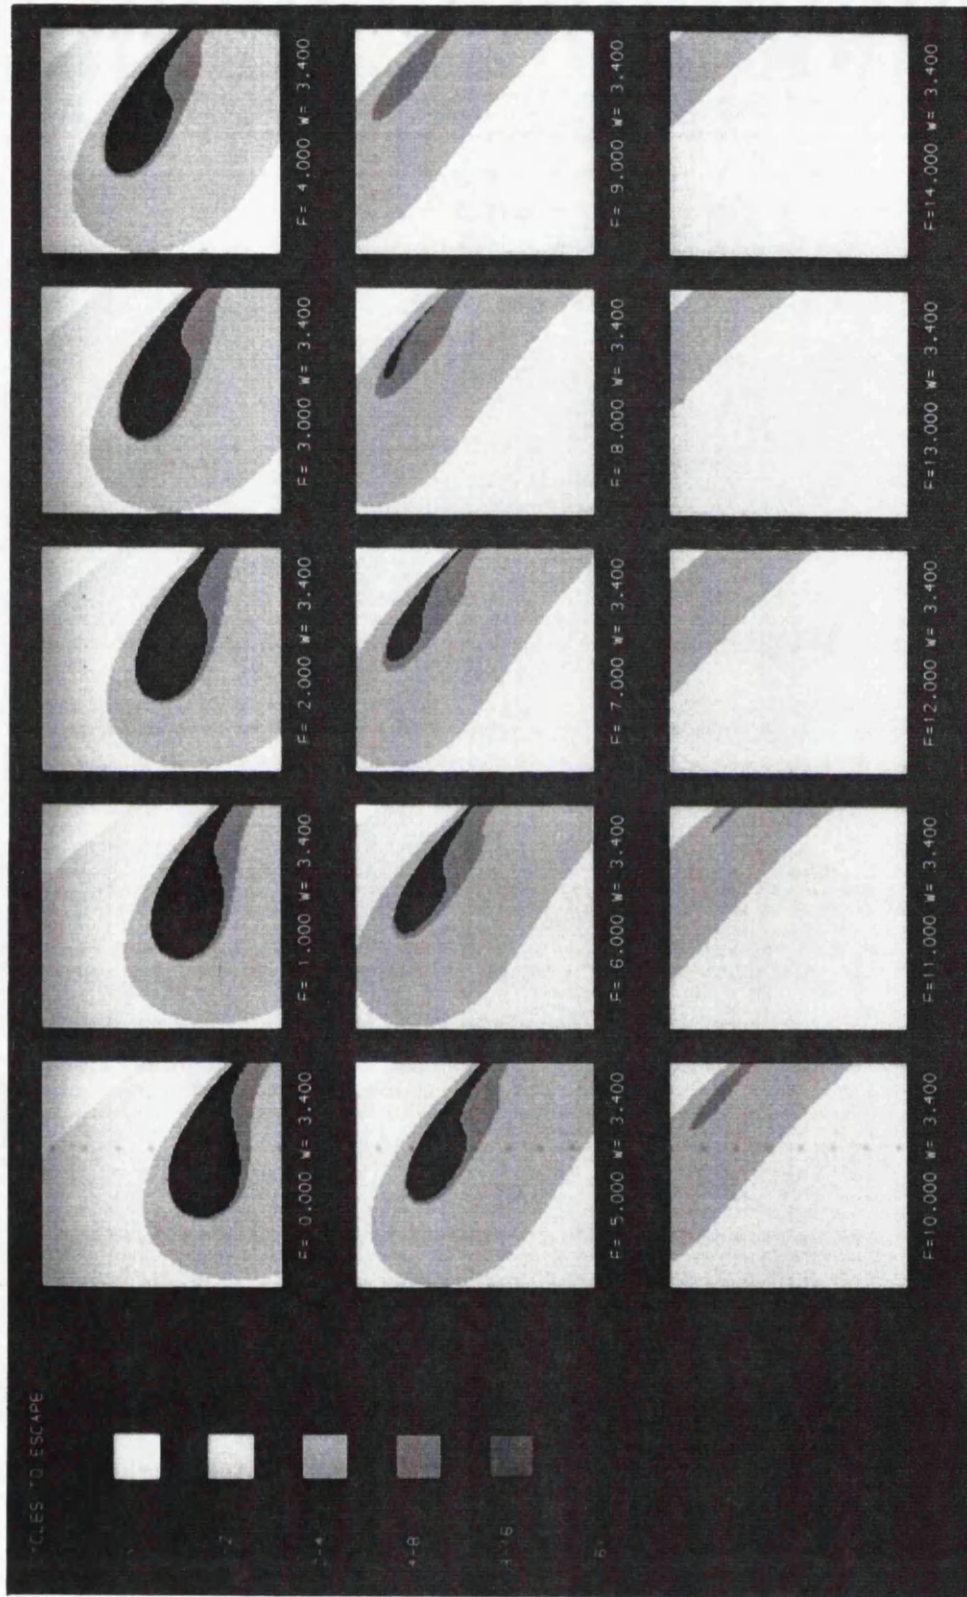 CLES TO ESCAPE
F= 0.000 W= 3.400
F= 1.000 W= 3.400
F= 2.000 W= 3.400
F= 3.000 W= 3.400
F= 4.000 W= 3.400
F= 5.000 W= 3.400
F= 6.000 W= 3.400
F= 7.000 W= 3.400
F= 8.000 W= 3.400
F= 9.000 W= 3.400
F=10.000 W= 3.400
F=11.000 W= 3.400
F=12.000 W= 3.400
F=13.000 W= 3.400
F=14.000 W= 3.400